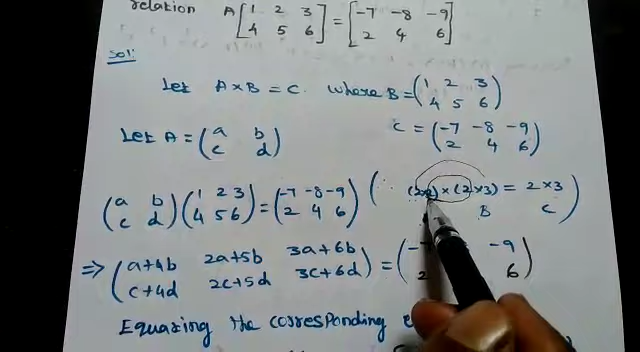 relation A [1 2 3 4 5 6] = [-7 -8 -9 2 4 6]
Sol:
Let A × B = C. where B = (1 2 3 4 5 6)
Let A = (a b c d) C = (-7 -8 -9 2 4 6)
(a b c d) (1 2 3 4 5 6) = (-7 -8 -9 2 4 6) (∵ (2×2) × (2×3) = 2×3)
B C
⇒ (a+4b 2a+5b 3a+6b c+4d 2c+5d 3c+6d) = ( -9 2 6)
Equating the corresponding